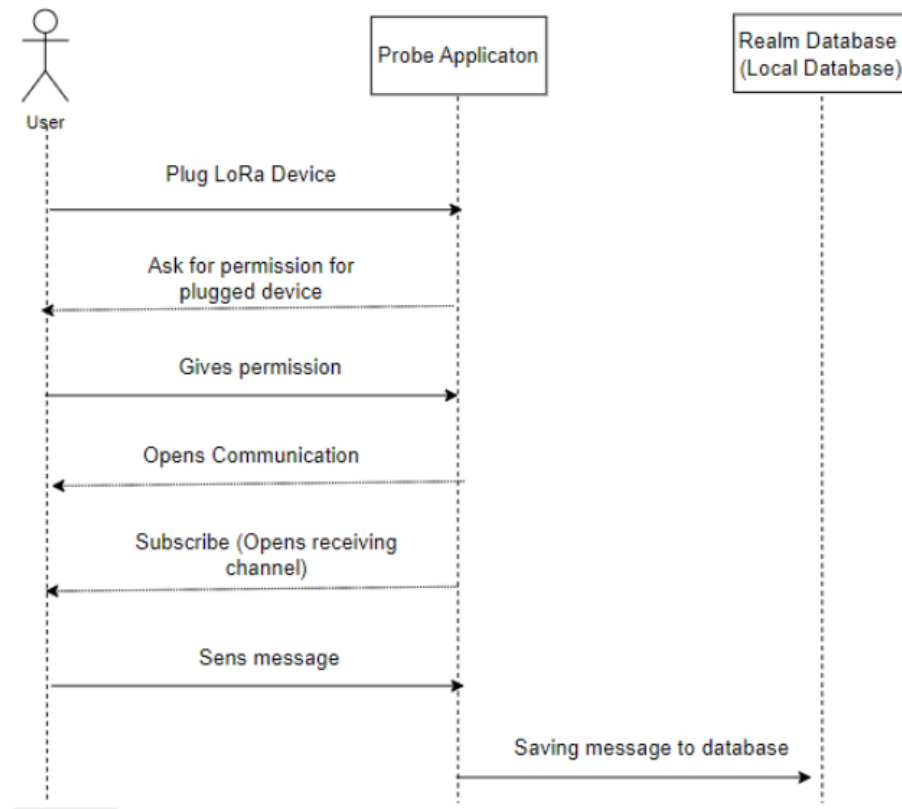 User
Probe Applicaton
Realm Database
(Local Database)
Plug LoRa Device
Ask for permission for
plugged device
Gives permission
Opens Communication
Subscribe (Opens receiving
channel)
Sens message
Saving message to database